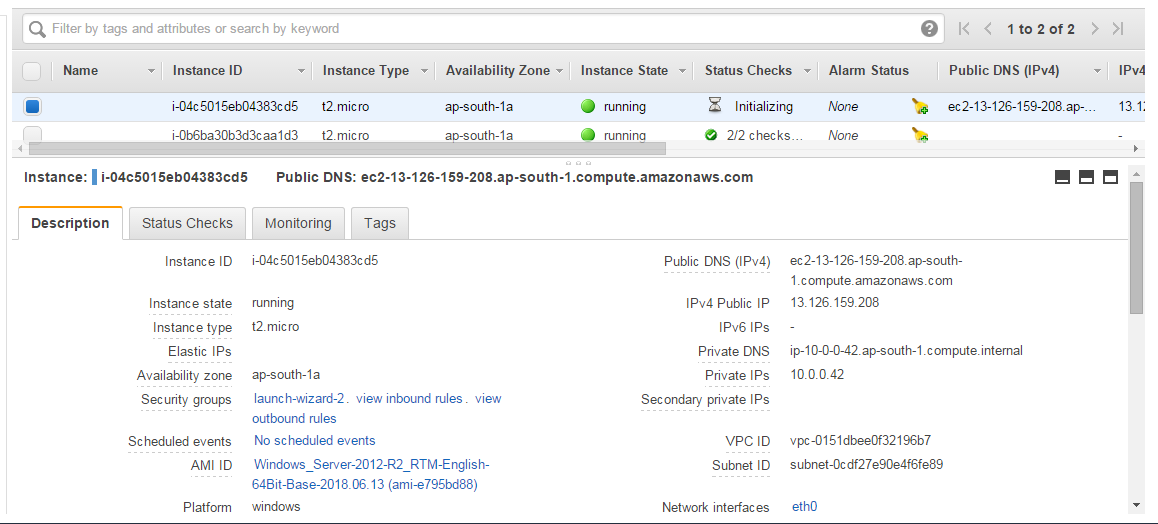 Filter by tags and attributes or search by keyword
1 to 2 of 2
Name Instance ID Instance Type Availability Zone Instance State Status Checks Alarm Status Public DNS (IPv4) IPv4
i-04c5015eb04383cd5 t2.micro ap-south-1a running Initializing None ec2-13-126-159-208.ap-... 13.12
i-0b6ba30b3d3caa1d3 t2.micro ap-south-1a running 2/2 checks... None -
Instance: i-04c5015eb04383cd5 Public DNS: ec2-13-126-159-208.ap-south-1.compute.amazonaws.com
Description Status Checks Monitoring Tags
Instance ID i-04c5015eb04383cd5 Public DNS (IPv4) ec2-13-126-159-208.ap-south-
1.compute.amazonaws.com
Instance state running IPv4 Public IP 13.126.159.208
Instance type t2.micro IPv6 IPs -
Elastic IPs Private DNS ip-10-0-0-42.ap-south-1.compute.internal
Availability zone ap-south-1a Private IPs 10.0.0.42
Security groups launch-wizard-2. view inbound rules. view Secondary private IPs
outbound rules
Scheduled events No scheduled events VPC ID vpc-0151dbee0f32196b7
AMI ID Windows_Server-2012-R2_RTM-English- Subnet ID subnet-0cdf27e90e4f6fe89
64Bit-Base-2018.06.13 (ami-e795bd88)
Platform windows Network interfaces eth0